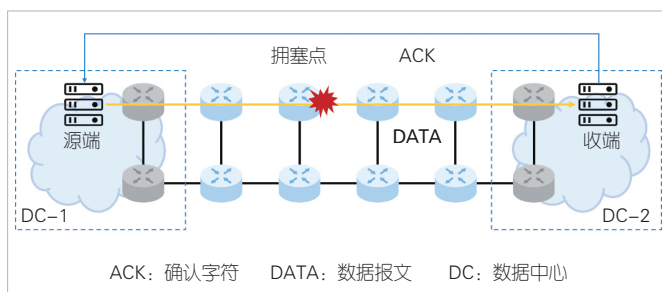 拥塞点 ACK
源端 DATA 收端
DC-1 DC-2
ACK：确认字符 DATA：数据报文 DC：数据中心